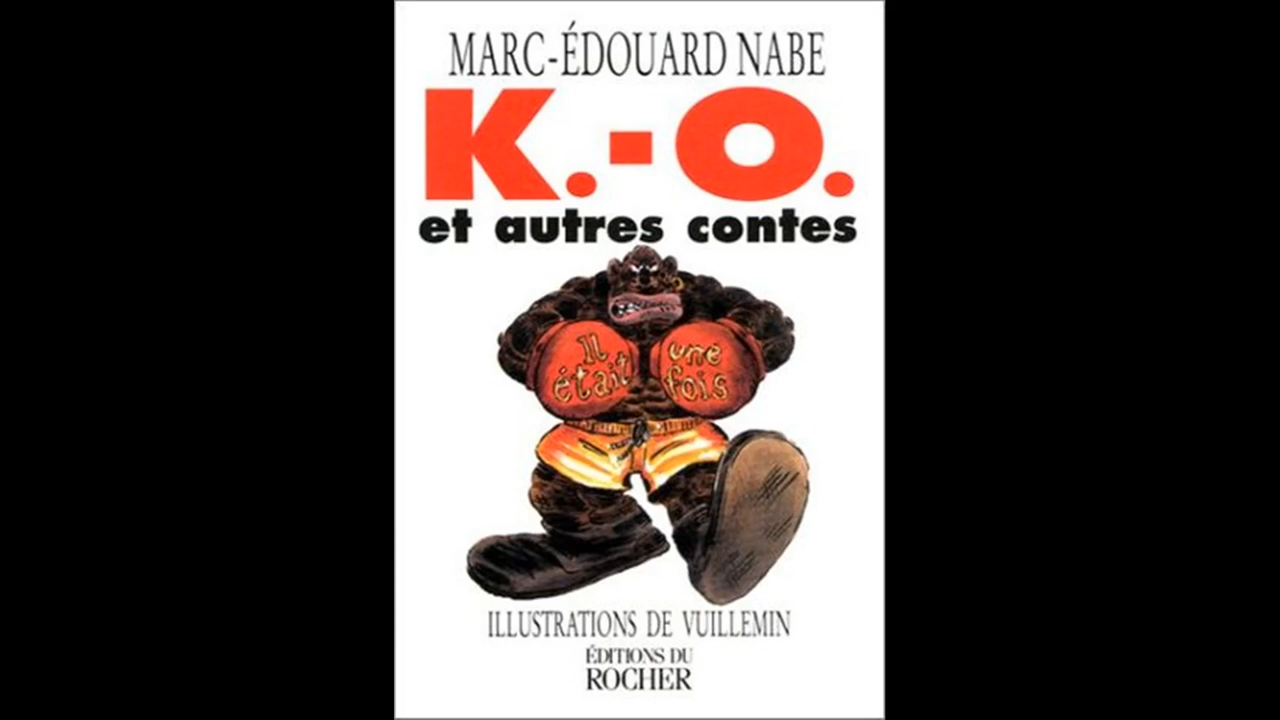 MARC-ÉDOUARD NABE
K.-O.
et autres contes
Il était
une fois
ILLUSTRATIONS DE VUILLEMIN
ÉDITIONS DU
ROCHER